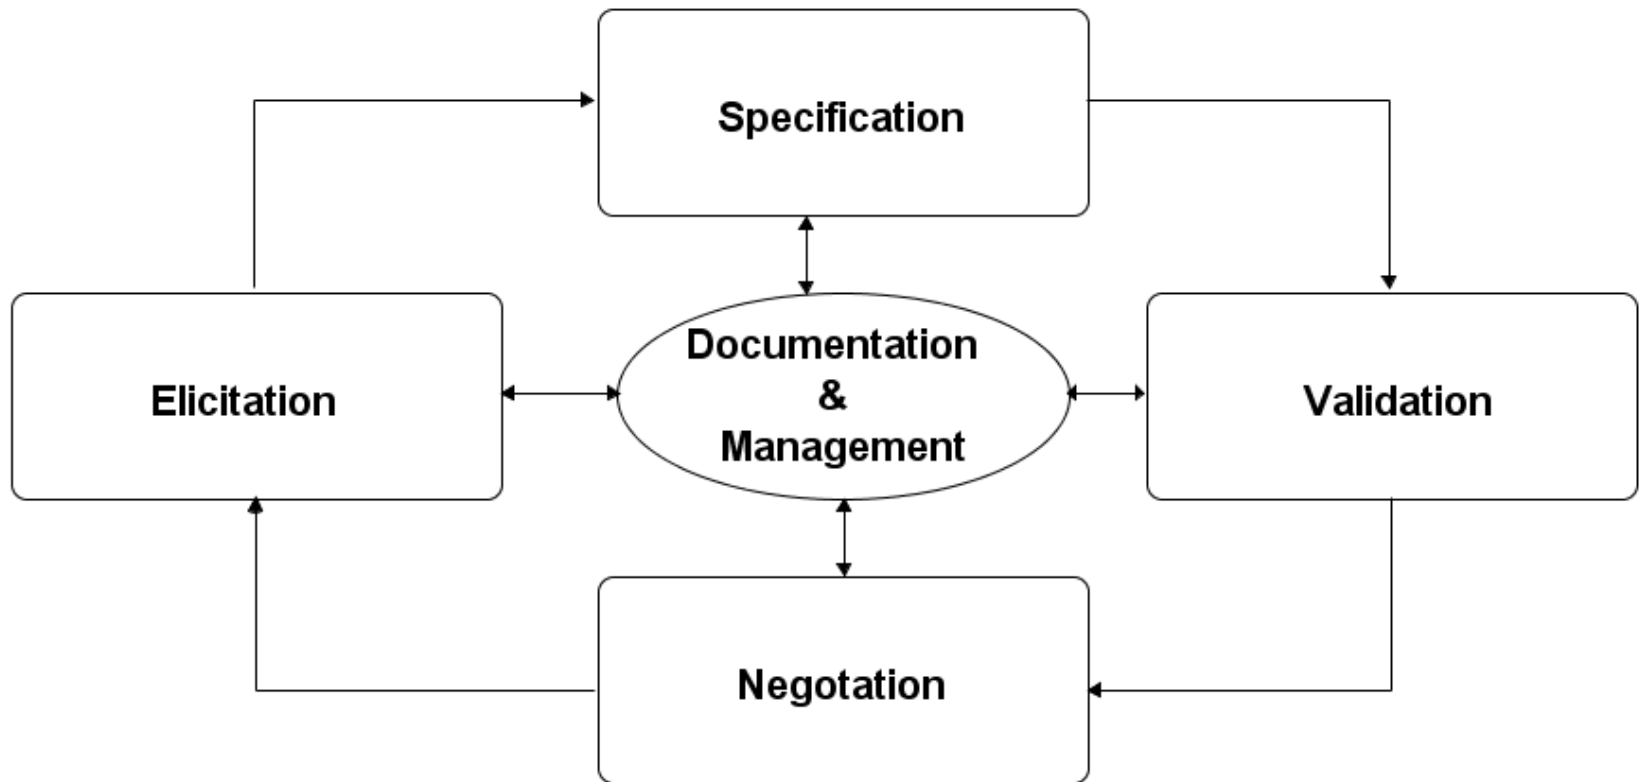 Specification
Documentation
&
Management
Elicitation
Validation
Negotation